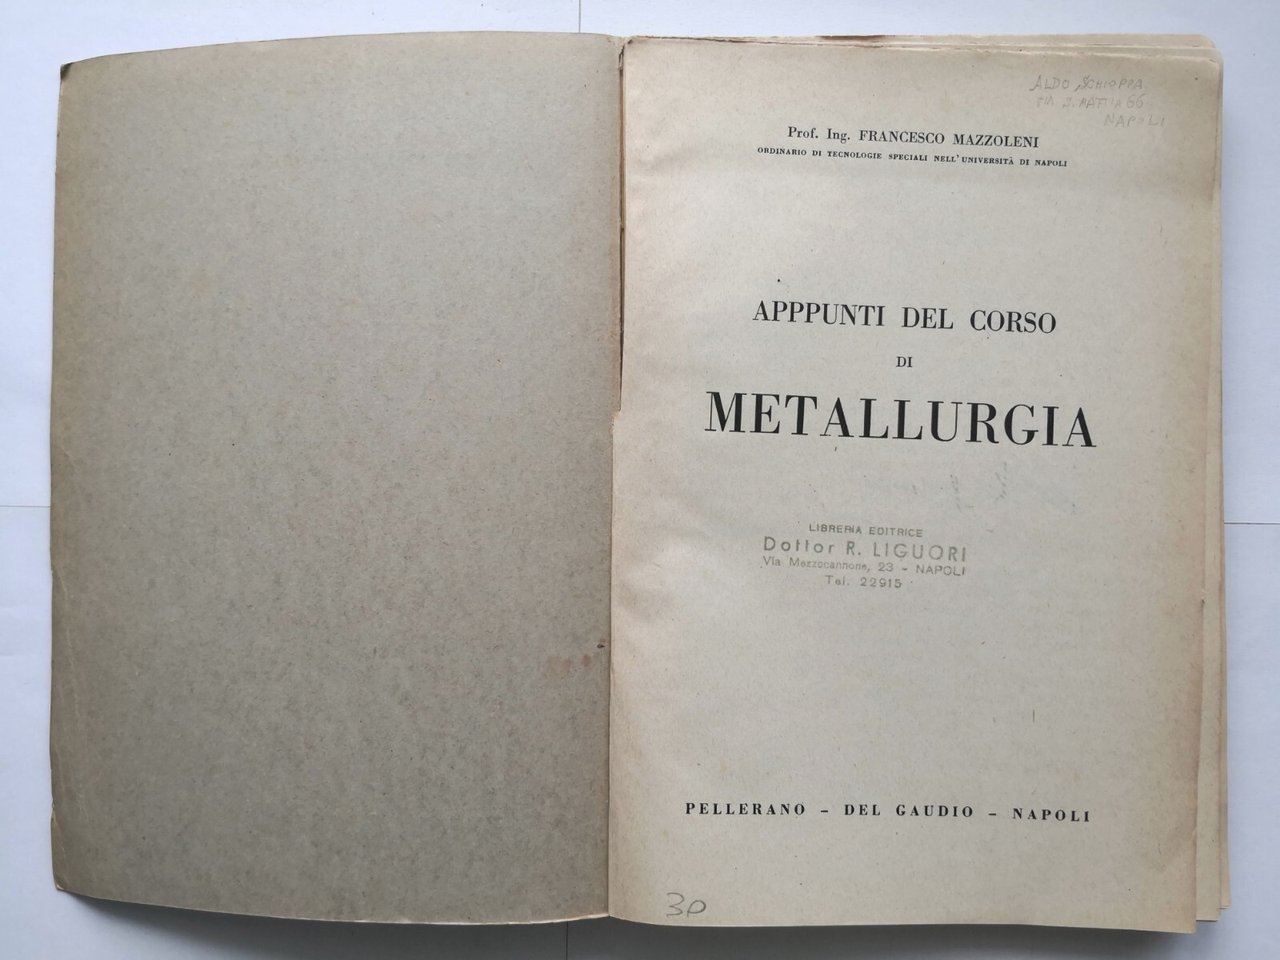 ALDO SCHIOPPA
VIA S. MATTIA 66
NAPOLI
Prof. Ing. FRANCESCO MAZZOLENI
ORDINARIO DI TECNOLOGIE SPECIALI NELL'UNIVERSITÀ DI NAPOLI
APPPUNTI DEL CORSO
DI
METALLURGIA
LIBRERIA EDITRICE
Dottor R. LIGUORI
Via Mezzocannone, 23 - NAPOLI
Tel. 22915
PELLERANO - DEL GAUDIO - NAPOLI